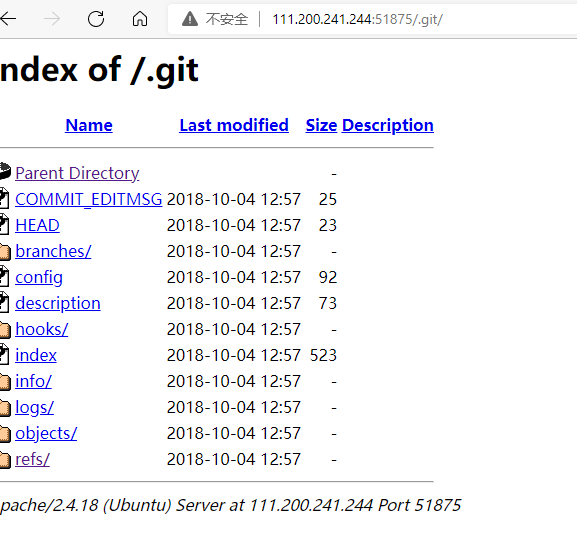 不安全 | 111.200.241.244:51875/.git/
ndex of /.git
Name Last modified Size Description
Parent Directory -
COMMIT_EDITMSG 2018-10-04 12:57 25
HEAD 2018-10-04 12:57 23
branches/ 2018-10-04 12:57 -
config 2018-10-04 12:57 92
description 2018-10-04 12:57 73
hooks/ 2018-10-04 12:57 -
index 2018-10-04 12:57 523
info/ 2018-10-04 12:57 -
logs/ 2018-10-04 12:57 -
objects/ 2018-10-04 12:57 -
refs/ 2018-10-04 12:57 -
pache/2.4.18 (Ubuntu) Server at 111.200.241.244 Port 51875